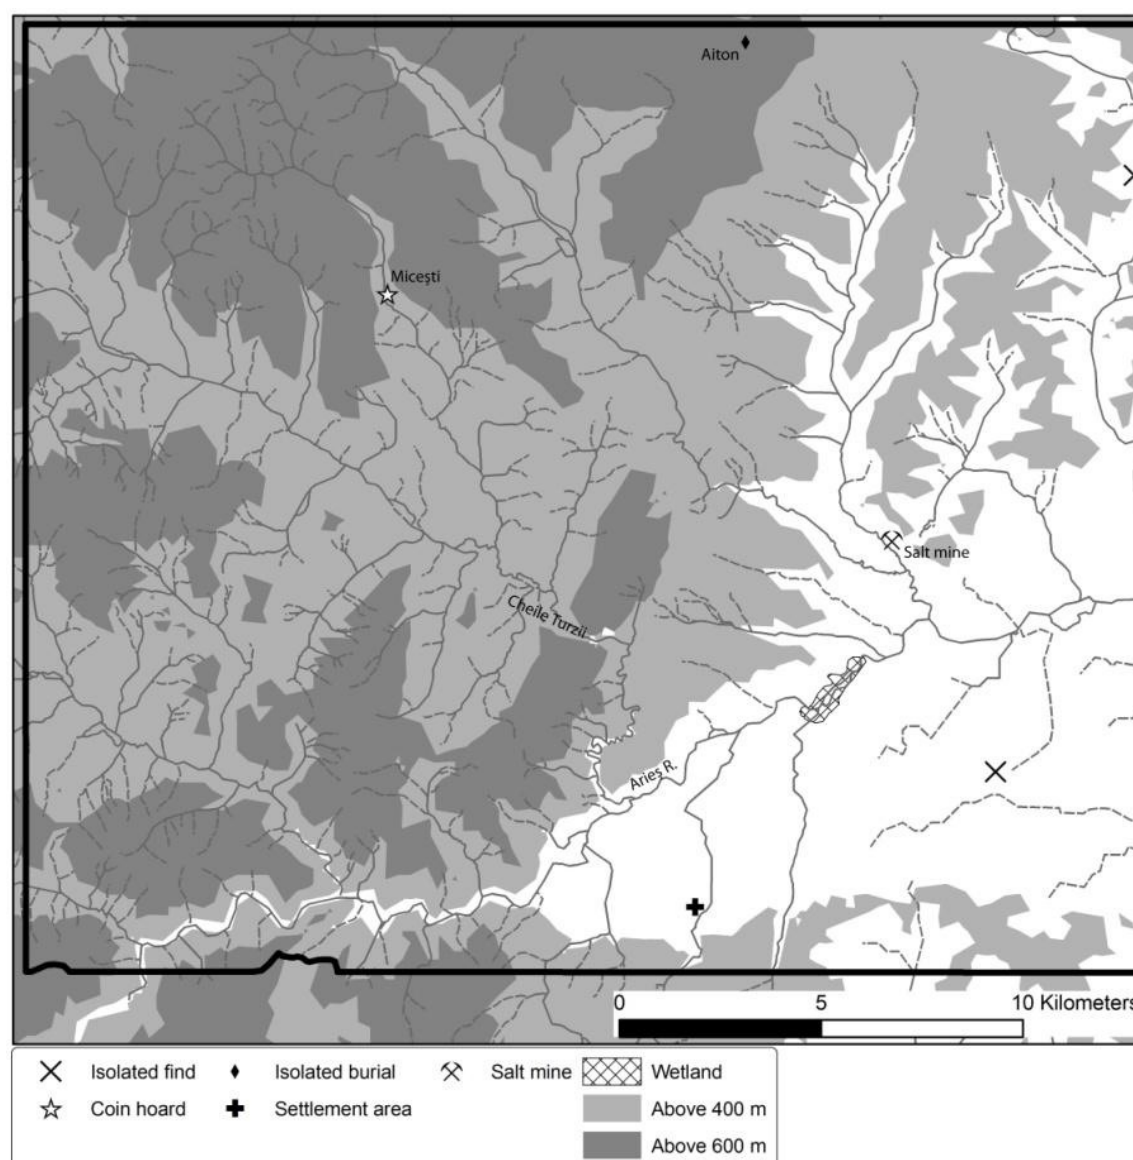 Aiton
Miceşti
Salt mine
Cheile Turzii
Arieş R.
0 5 10 Kilometers
Isolated find Isolated burial Salt mine Wetland
Coin hoard Settlement area Above 400 m
Above 600 m